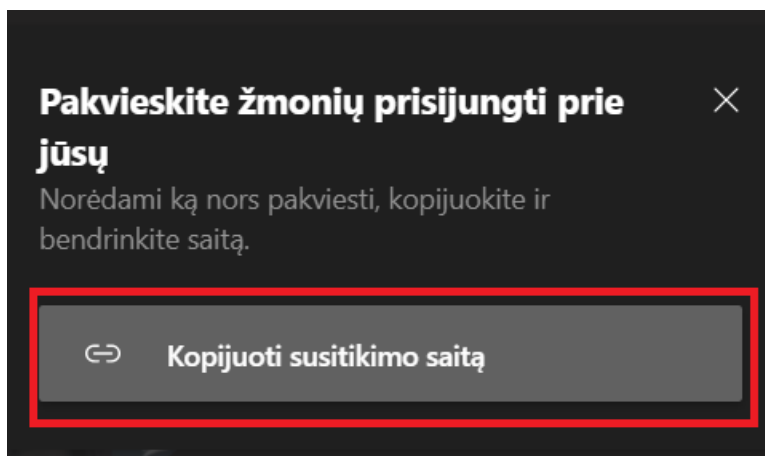 Pakvieskite žmonių prisijungti prie
jūsų
Norėdami ką nors pakviesti, kopijuokite ir
bendrinkite saitą.
Kopijuoti susitikimo saitą